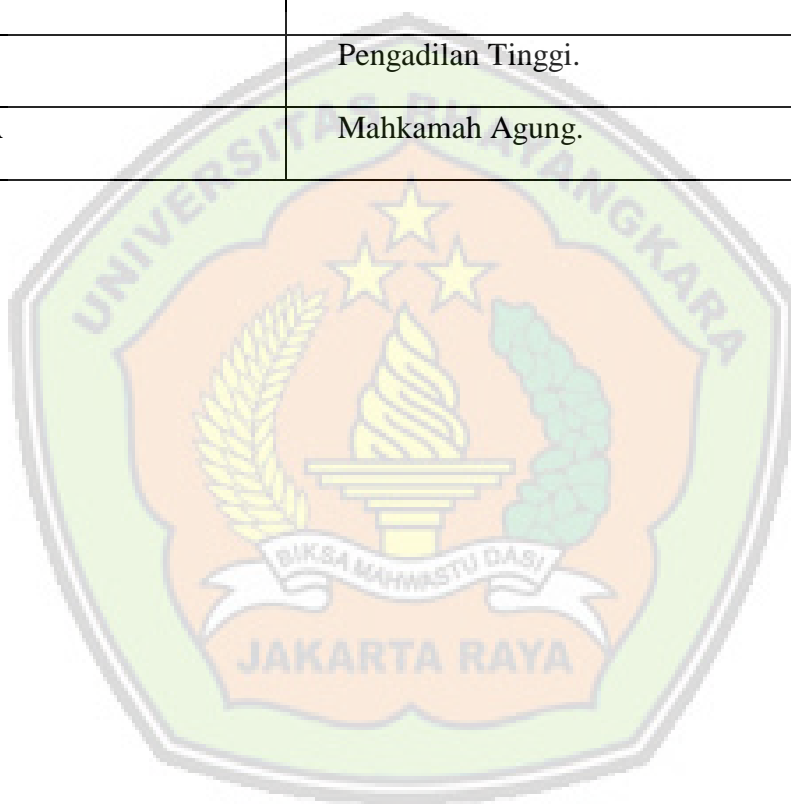 Pengadilan Tinggi.
Mahkamah Agung.
UNIVERSITAS BHAYANGKARA
BIKSA MAHWASTU DASI
JAKARTA RAYA